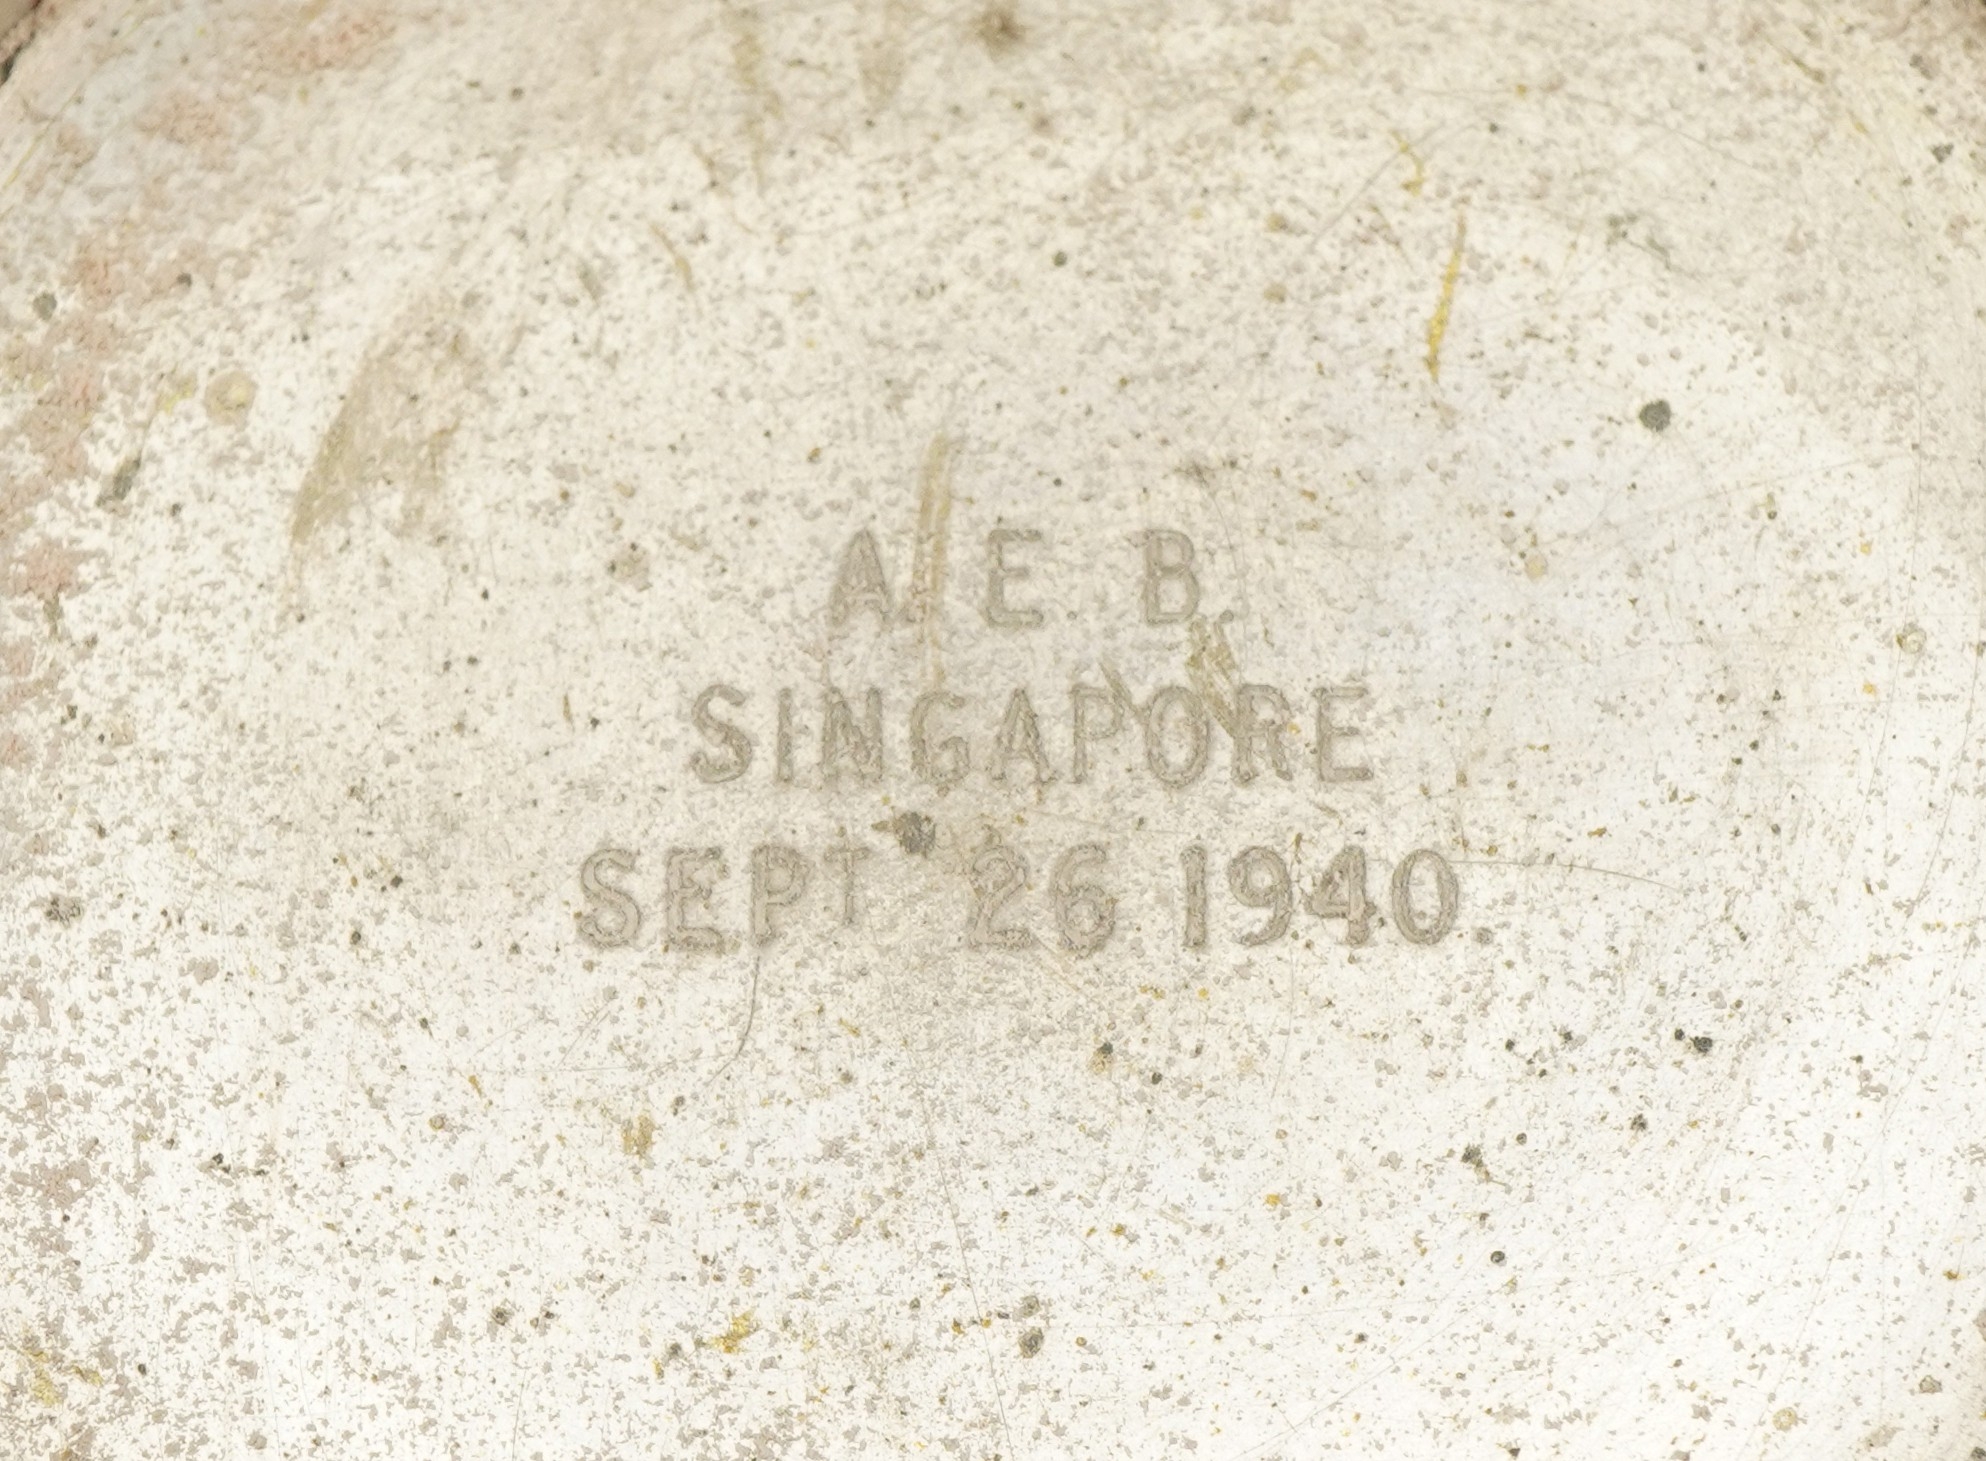 A. E B.
SINGAPORE
SEPT 26 1940